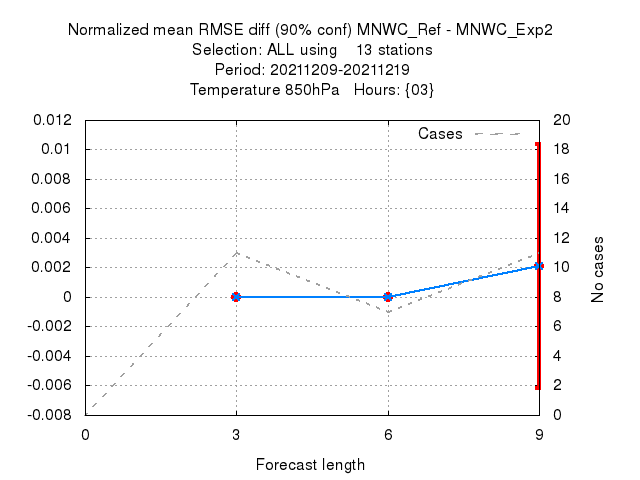 Normalized mean RMSE diff (90% conf) MNWC_Ref - MNWC_Exp2
Selection: ALL using 13 stations
Period: 20211209-20211219
Temperature 850hPa Hours: {03}
Cases
0.012
0.01
0.008
0.006
0.004
0.002
0
-0.002
-0.004
-0.006
-0.008
20
18
16
14
12
10
8
6
4
2
0
No cases
0 3 6 9
Forecast length